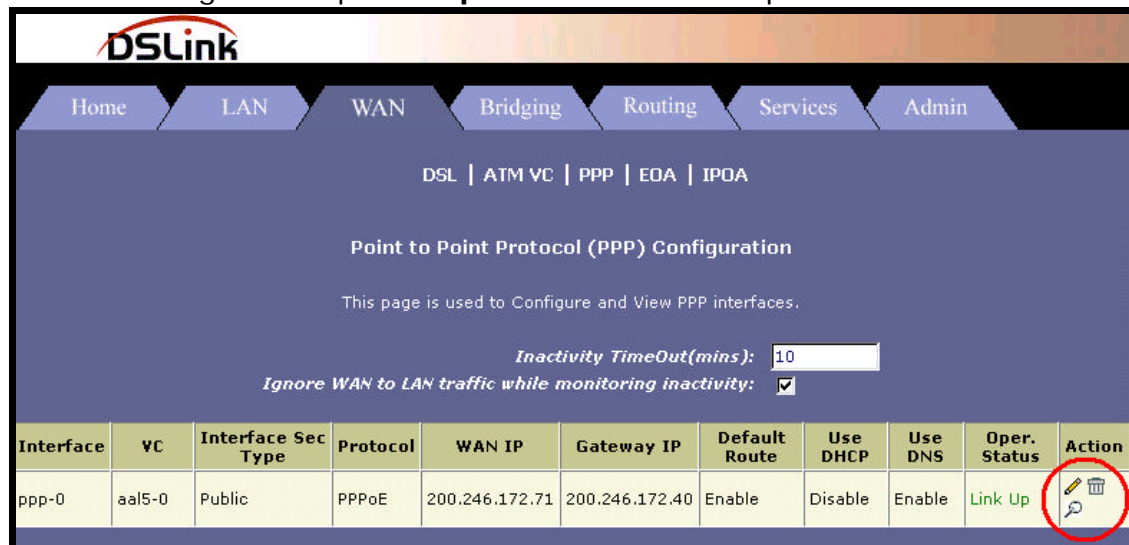 DSLink
Home LAN WAN Bridging Routing Services Admin
DSL | ATM VC | PPP | EOA | IPOA
Point to Point Protocol (PPP) Configuration
This page is used to Configure and View PPP interfaces.
Inactivity TimeOut(mins): 10
Ignore WAN to LAN traffic while monitoring inactivity:
Interface VC Interface Sec Type Protocol WAN IP Gateway IP Default Route Use DHCP Use DNS Oper. Status Action
ppp-0 aal5-0 Public PPPoE 200.246.172.71 200.246.172.40 Enable Disable Enable Link Up